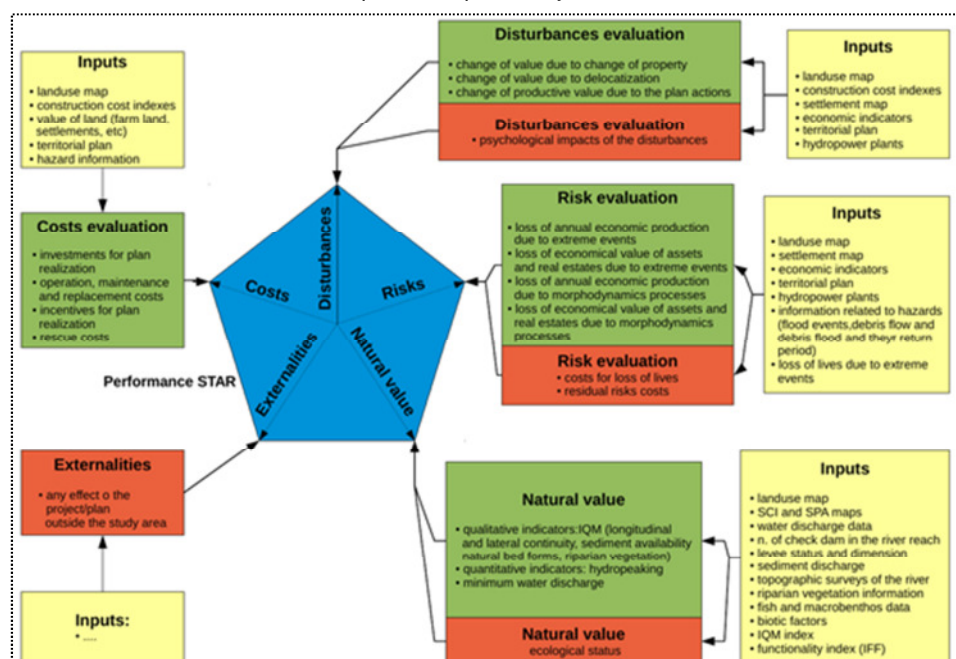 Inputs
• landuse map
• construction cost indexes
• value of land (farm land.
settlements, etc)
• territorial plan
• hazard information
Costs evaluation
• investments for plan
realization
• operation, maintenance
and replacement costs
• incentives for plan
realization
• rescue costs
Disturbances evaluation
• change of value due to change of property
• change of value due to delocatization
• change of productive value due to the plan actions
Disturbances evaluation
• psychological impacts of the disturbances
Inputs
• landuse map
• construction cost indexes
• settlement map
• economic indicators
• territorial plan
• hydropower plants
Risk evaluation
• loss of annual economic production
due to extreme events
• loss of economical value of assets
and real estates due to extreme events
• loss of annual economic production
due to morphodynamics processes
• loss of economical value of assets and
real estates due to morphodynamics
processes
Risk evaluation
• costs for loss of lives
• residual risks costs
Inputs
• landuse map
• settlement map
• economic indicators
• territorial plan
• hydropower plants
• information related to hazards
(flood events,debris flow and
debris flood and theyr return
period)
• loss of lives due to extreme
events
Disturbances
Costs
Risks
Externalities
Natural value
Performance STAR
Externalities
• any effect o the
project/plan
outside the study area
Inputs:
• ....
Natural value
• qualitative indicators:IQM (longitudinal
and lateral continuity, sediment availability
natural bed forms, riparian vegetation)
• quantitative indicators: hydropeaking
• minimum water discharge
Natural value
ecological status
Inputs
• landuse map
• SCI and SPA maps
• water discharge data
• n. of check dam in the river reach
• levee status and dimension
• sediment discharge
• topographic surveys of the river
• riparian vegetation information
• fish and macrobenthos data
• biotic factors
• IQM index
• functionality index (IFF)